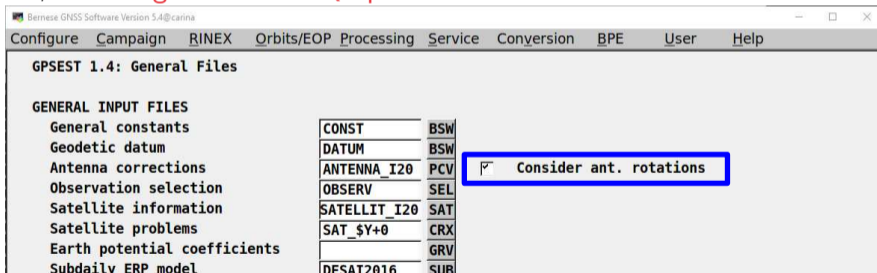 Bernese GNSS Software Version 5.4@carina
Configure Campaign RINEX Orbits/EOP Processing Service Conversion BPE User Help
GPSEST 1.4: General Files
GENERAL INPUT FILES
General constants CONST BSW
Geodetic datum DATUM BSW
Antenna corrections ANTENNA_I20 PCV Consider ant. rotations
Observation selection OBSERV SEL
Satellite information SATELLIT_I20 SAT
Satellite problems SAT_$Y+0 CRX
Earth potential coefficients GRV
Subdaily ERP model DESAI2016 SUB